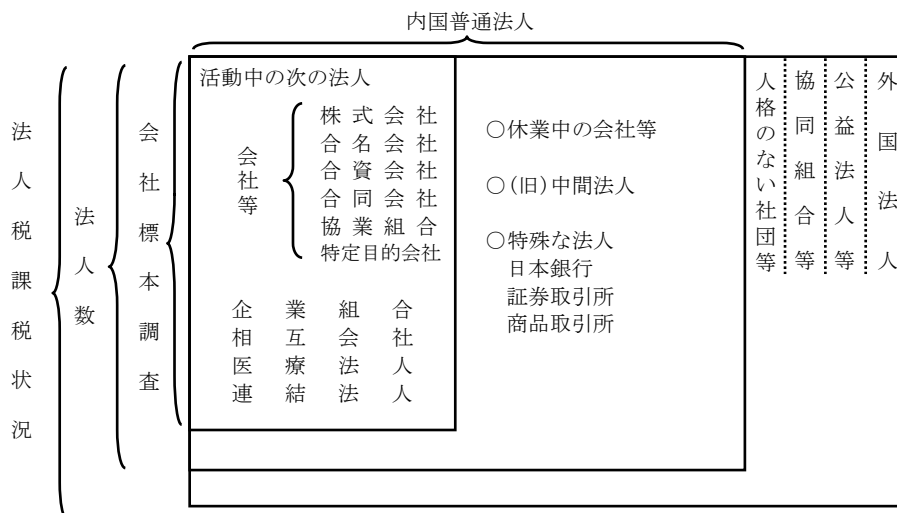 内国普通法人
法人税課税状況
法人数
会社標本調査
活動中の次の法人
会社等
株式会社
合名会社
合資会社
合同会社
協業組合
特定目的会社
企業組合
相互会社
医療法人
連結法人
○休業中の会社等
○(旧)中間法人
○特殊な法人
日本銀行
証券取引所
商品取引所
人格のない社団等
協同組合等
公益法人等
外国法人